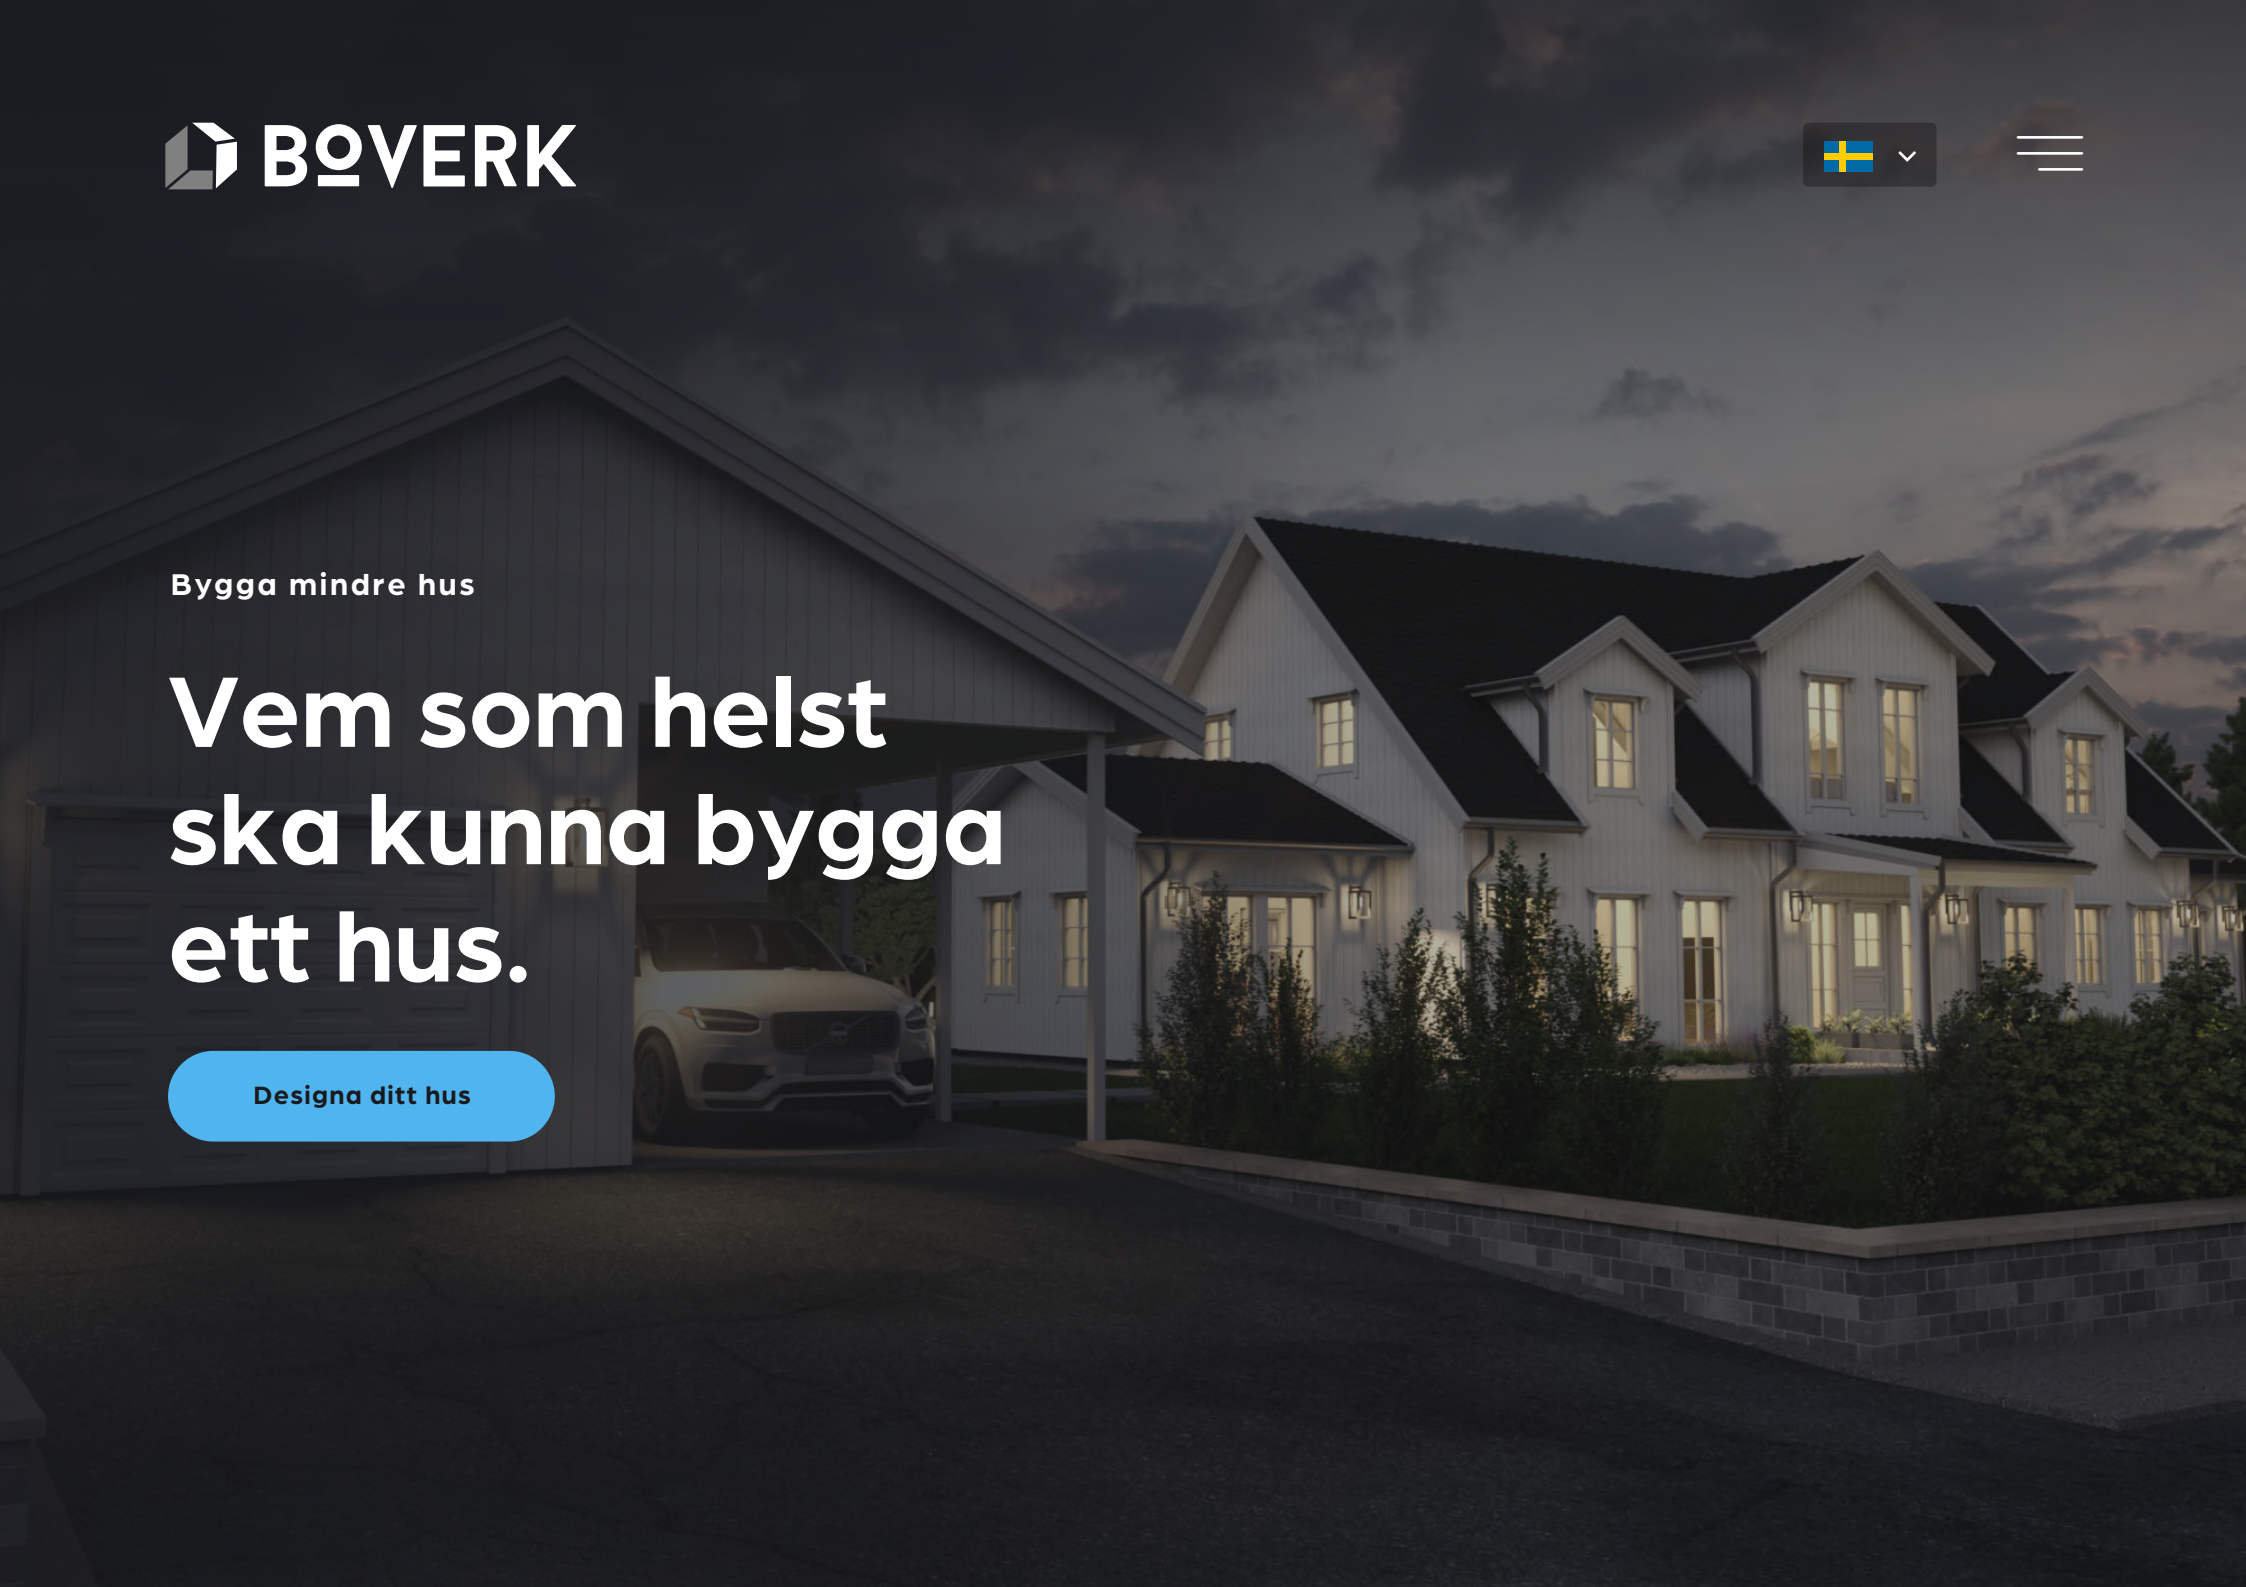 BOVERK
Bygga mindre hus
Vem som helst
ska kunna bygga
ett hus.
Designa ditt hus